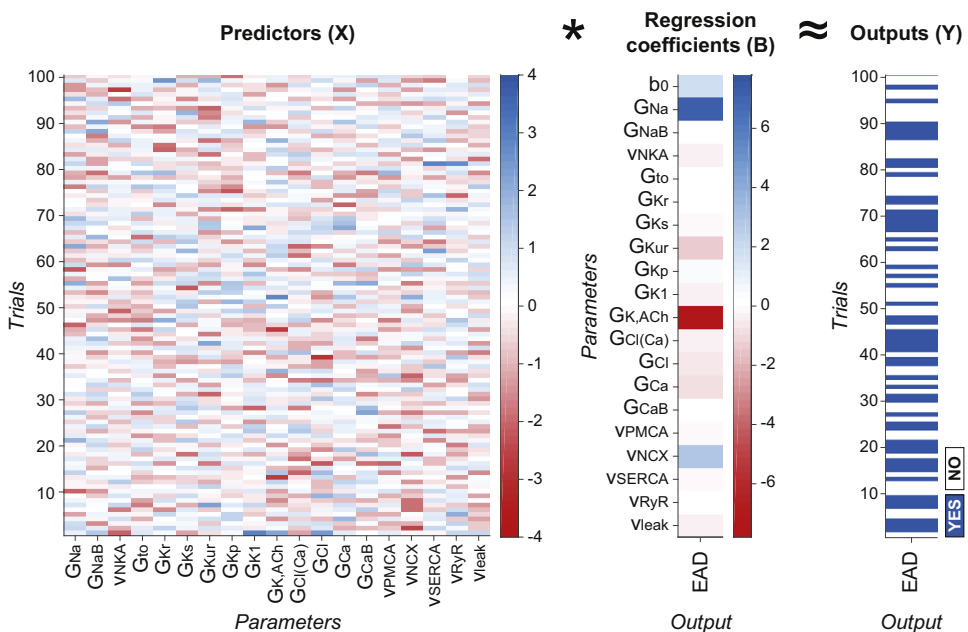 Predictors (X)
*
Regression
coefficients (B)
≈
Outputs (Y)
Trials
100
90
80
70
60
50
40
30
20
10
GNa
GNaB
VNKA
Gto
GKr
GKs
GKur
GKp
GK1
GK,ACh
GCl(Ca)
GCl
GCa
GCaB
VPMCA
VNCX
VSERCA
VRyR
Vleak
Parameters
4
3
2
1
0
-1
-2
-3
-4
Parameters
b0
GNa
GNaB
VNKA
Gto
GKr
GKs
GKur
GKp
GK1
GK,ACh
GCl(Ca)
GCl
GCa
GCaB
VPMCA
VNCX
VSERCA
VRyR
Vleak
EAD
Output
6
4
2
0
-2
-4
-6
Trials
100
90
80
70
60
50
40
30
20
10
EAD
Output
NO
YES